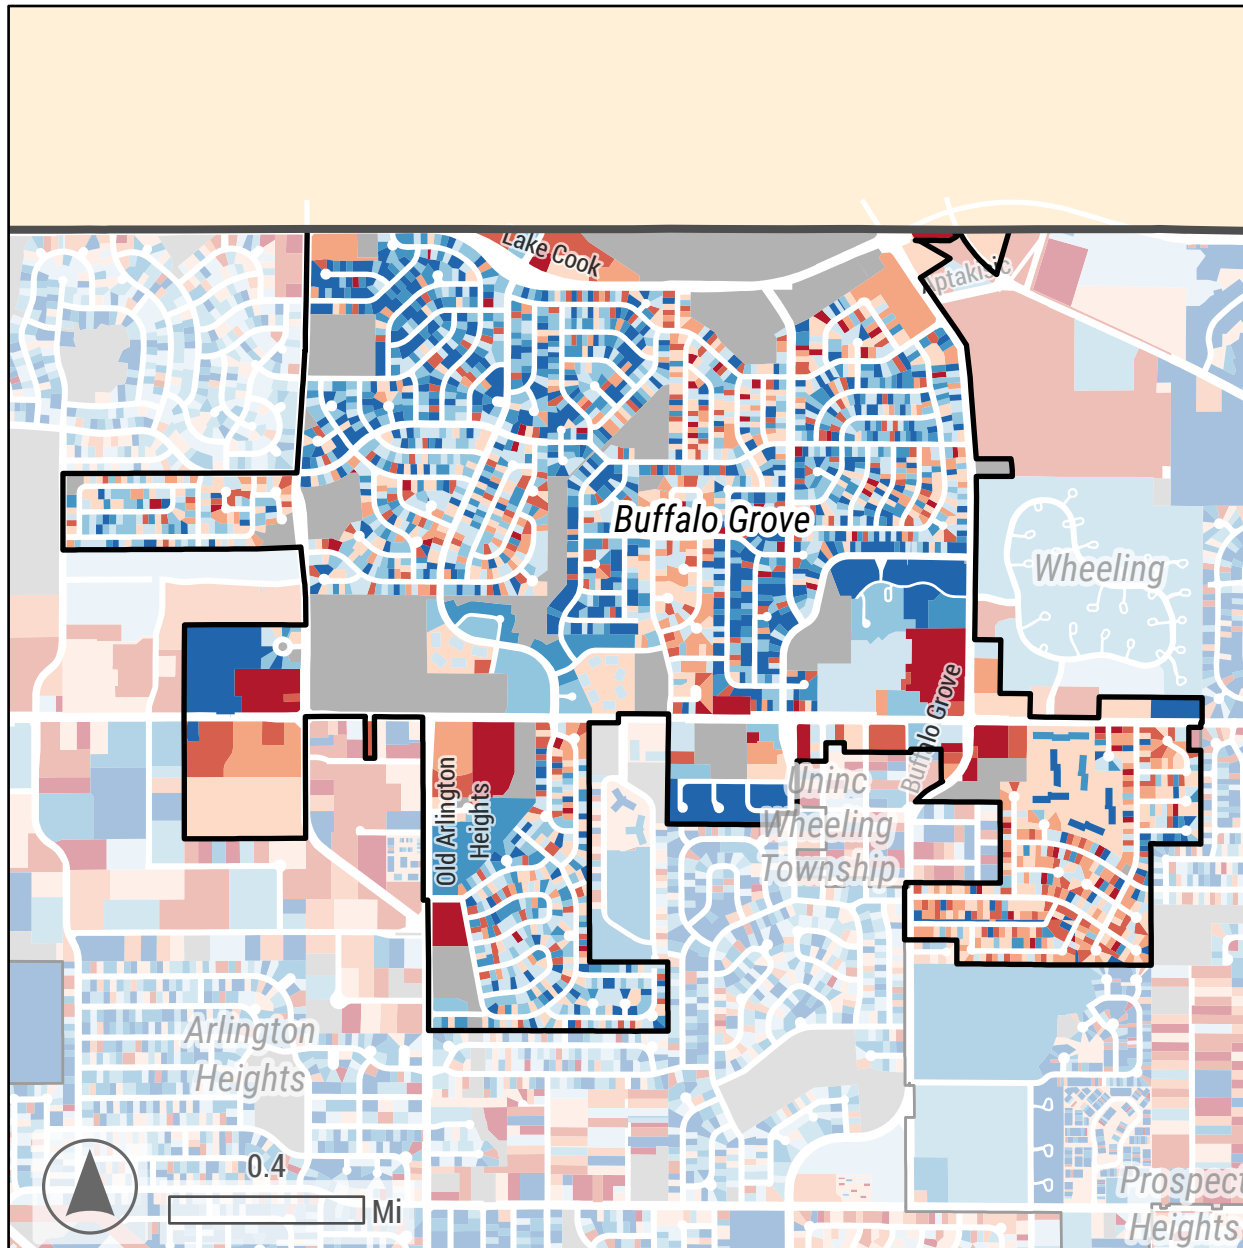 Lake Cook
Aptakisic
Buffalo Grove
Wheeling
Buffalo Grove
Old Arlington
Heights
Uninc
Wheeling
Township
Arlington
Heights
0.4
Mi
Prospect
Heights